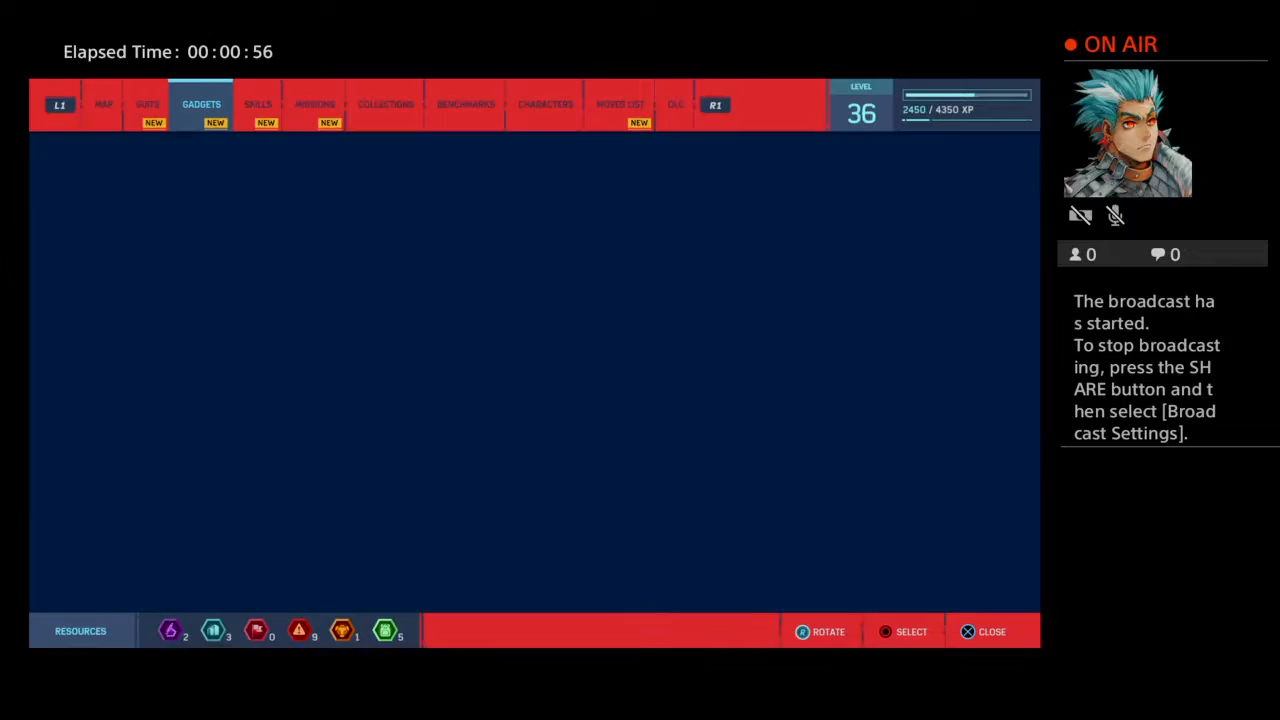 Elapsed Time: 00:00:56
ON AIR
L1 MAP SUITS GADGETS SKILLS MISSIONS COLLECTIONS BENCHMARKS CHARACTERS MOVES LIST DLC R1
NEW NEW NEW NEW NEW
LEVEL
36
2450 / 4350 XP
0 0
The broadcast ha
s started.
To stop broadcast
ing, press the SH
ARE button and t
hen select [Broad
cast Settings].
RESOURCES 2 3 0 9 1 5 R ROTATE SELECT CLOSE